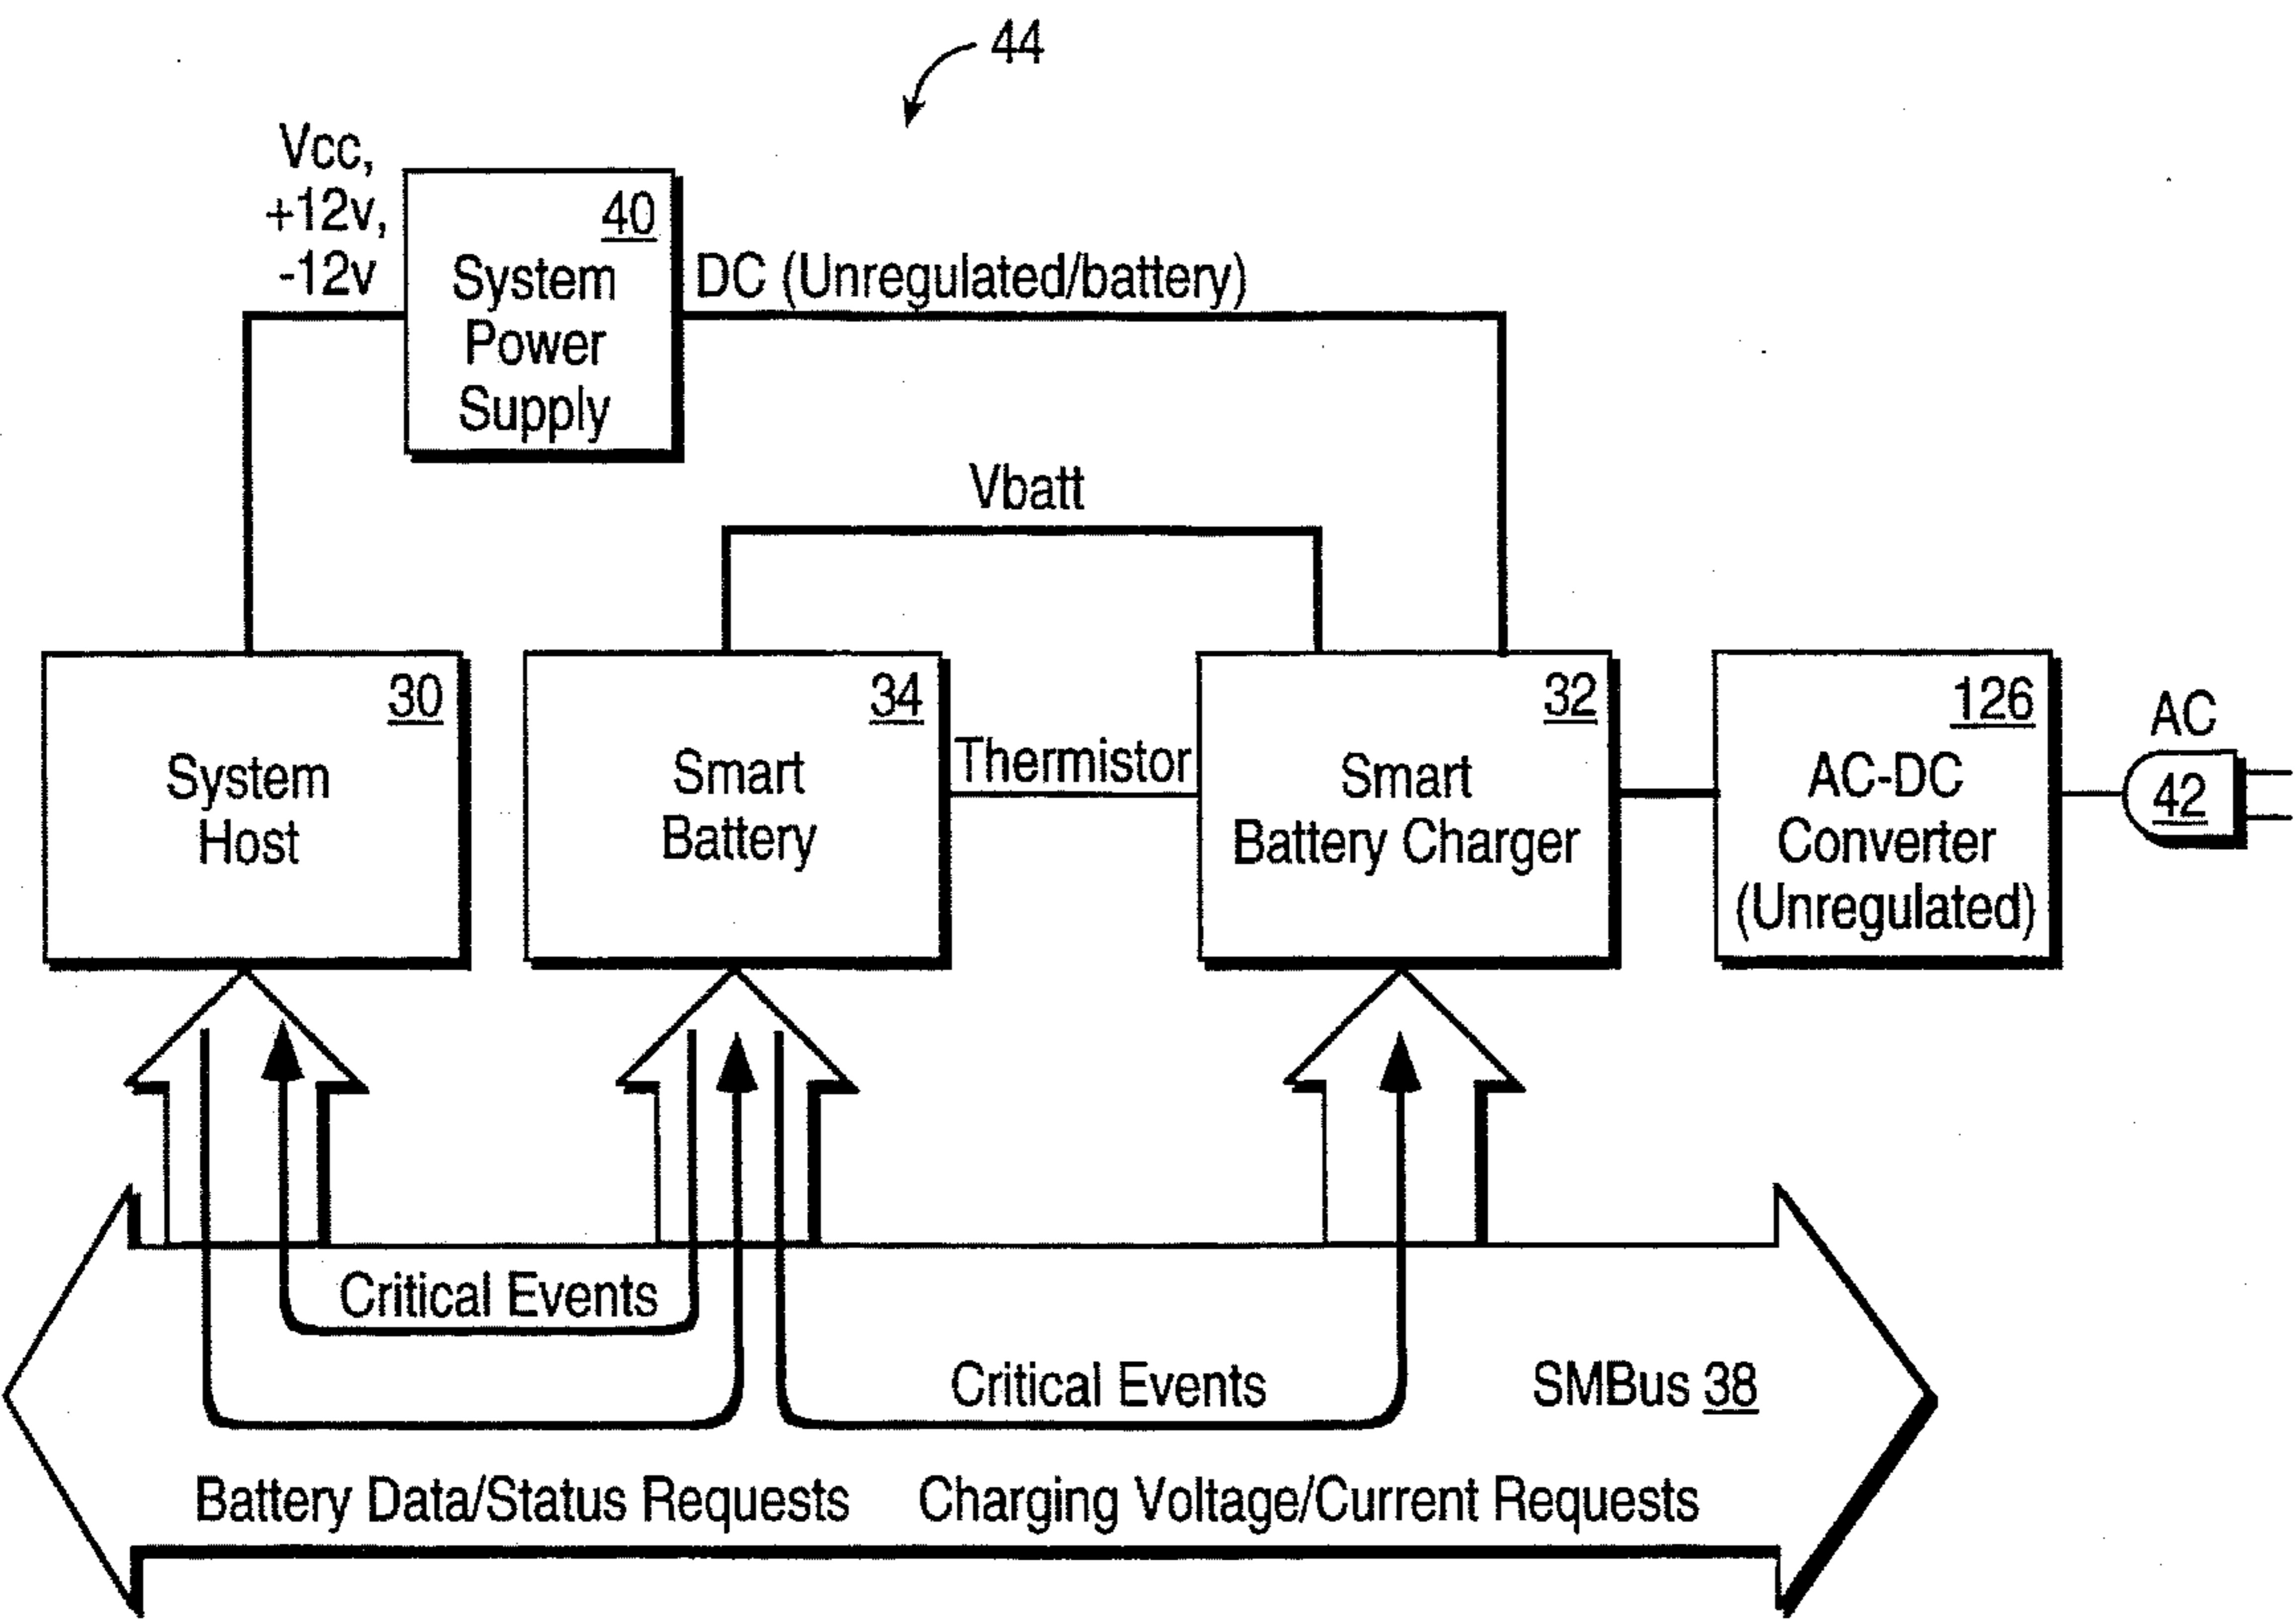 44
Vcc,
+12v,
-12v
40
System
Power
Supply
DC (Unregulated/battery)
Vbatt
30
System
Host
34
Smart
Battery
Thermistor
32
Smart
Battery Charger
126
AC-DC
Converter
(Unregulated)
AC
42
Critical Events
Critical Events
SMBus 38
Battery Data/Status Requests
Charging Voltage/Current Requests